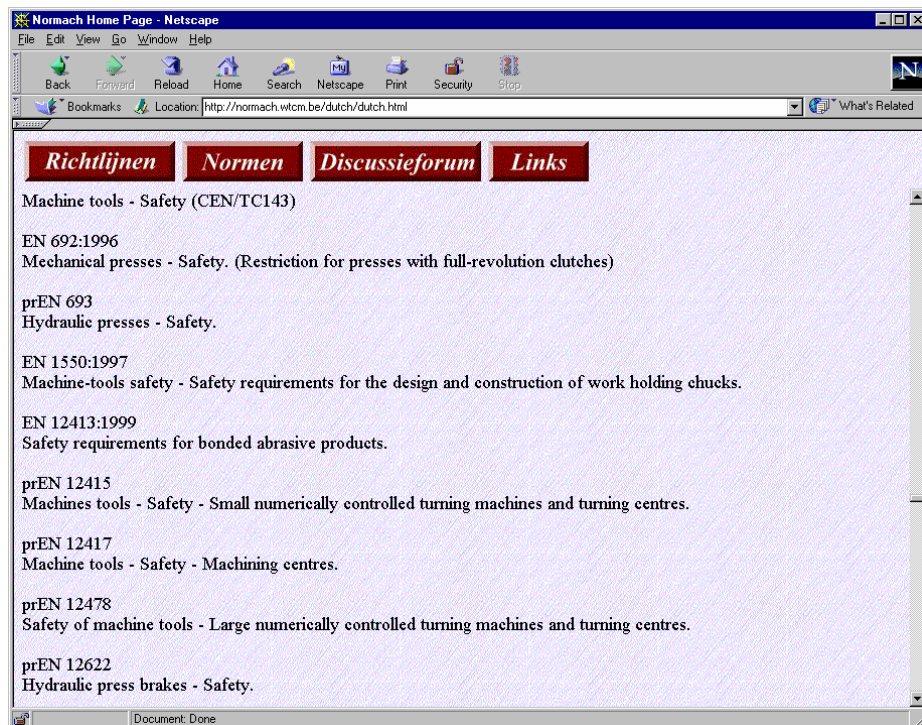 Normach Home Page - Netscape
File Edit View Go Window Help
My
N
Back Forward Reload Home Search Netscape Print Security Stop
Bookmarks Location: http://normach.wtcm.be/dutch/dutch.html What's Related
Richtlijnen Normen Discussieforum Links
Machine tools - Safety (CEN/TC143)
EN 692:1996
Mechanical presses - Safety. (Restriction for presses with full-revolution clutches)
prEN 693
Hydraulic presses - Safety.
EN 1550:1997
Machine-tools safety - Safety requirements for the design and construction of work holding chucks.
EN 12413:1999
Safety requirements for bonded abrasive products.
prEN 12415
Machines tools - Safety - Small numerically controlled turning machines and turning centres.
prEN 12417
Machine tools - Safety - Machining centres.
prEN 12478
Safety of machine tools - Large numerically controlled turning machines and turning centres.
prEN 12622
Hydraulic press brakes - Safety.
Document: Done